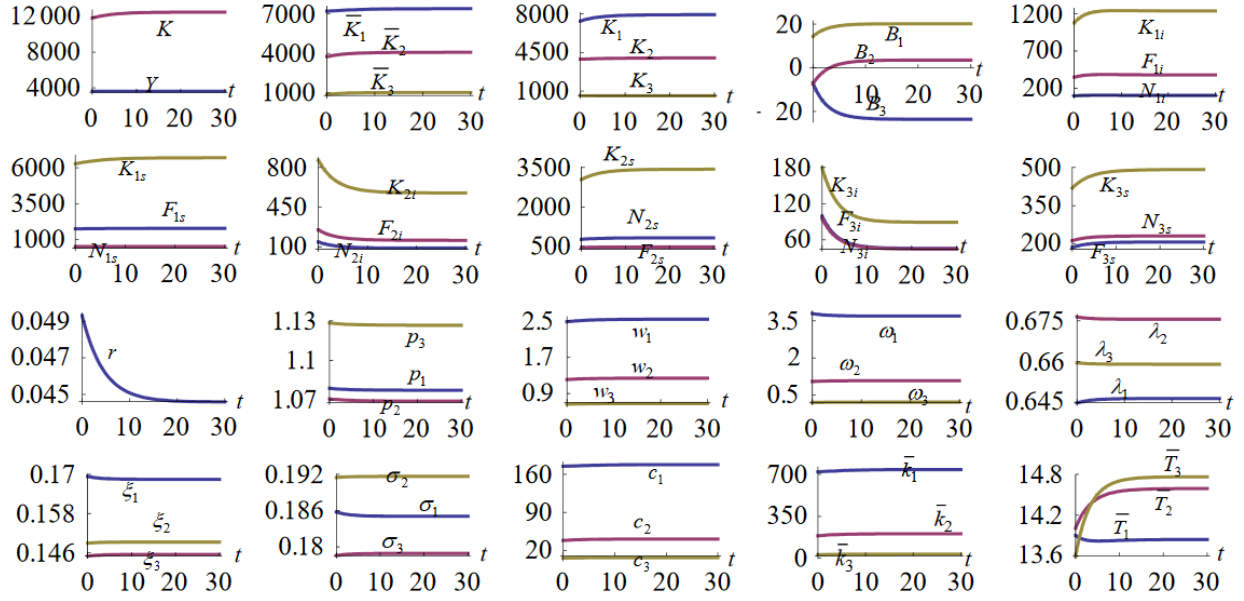 12 000
K
8000
Y
4000
t
0 10 20 30
7000
K̅₁
K̅₂
4000
K̅₃
1000
t
0 10 20 30
8000
K₁
K₂
4500
K₃
1000
t
0 10 20 30
20
B₁
B₂
0
10 20 30
B₃
-
20
t
1200
K₁ᵢ
700
F₁ᵢ
200
N₁ᵢ
t
0 10 20 30
6000
K₁ₛ
3500
F₁ₛ
1000
N₁ₛ
t
0 10 20 30
800
K₂ᵢ
450
F₂ᵢ
100
N₂ᵢ
t
0 10 20 30
3500
K₂ₛ
2000
N₂ₛ
500
F₂ₛ
t
0 10 20 30
180
K₃ᵢ
120
F₃ᵢ
60
N₃ᵢ
t
0 10 20 30
500
K₃ₛ
350
N₃ₛ
200
F₃ₛ
t
0 10 20 30
0.049
r
0.047
0.045
t
0 10 20 30
1.13
p₃
1.1
p₁
1.07
p₂
t
0 10 20 30
2.5
w₁
1.7
w₂
0.9
w₃
t
0 10 20 30
3.5
ω₁
2
ω₂
0.5
ω₃
t
0 10 20 30
0.675
λ₂
λ₃
0.66
λ₁
0.645
t
0 10 20 30
0.17
ξ₁
0.158
ξ₂
0.146
ξ₃
t
0 10 20 30
0.192
σ₂
0.186
σ₁
0.18
σ₃
t
0 10 20 30
160
c₁
90
c₂
20
c₃
t
0 10 20 30
700
k̅₁
350
k̅₂
0
k̅₃
t
0 10 20 30
14.8
T̅₃
T̅₂
14.2
T̅₁
13.6
t
0 10 20 30